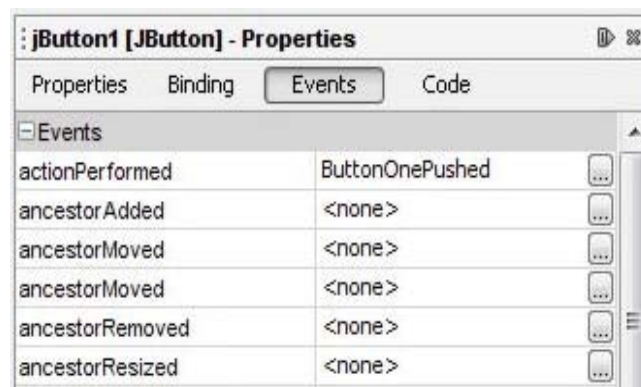 jButton1 [JButton] - Properties
Properties Binding Events Code
Events
actionPerformed ButtonOnePushed ...
ancestorAdded <none> ...
ancestorMoved <none> ...
ancestorMoved <none> ...
ancestorRemoved <none> ...
ancestorResized <none> ...